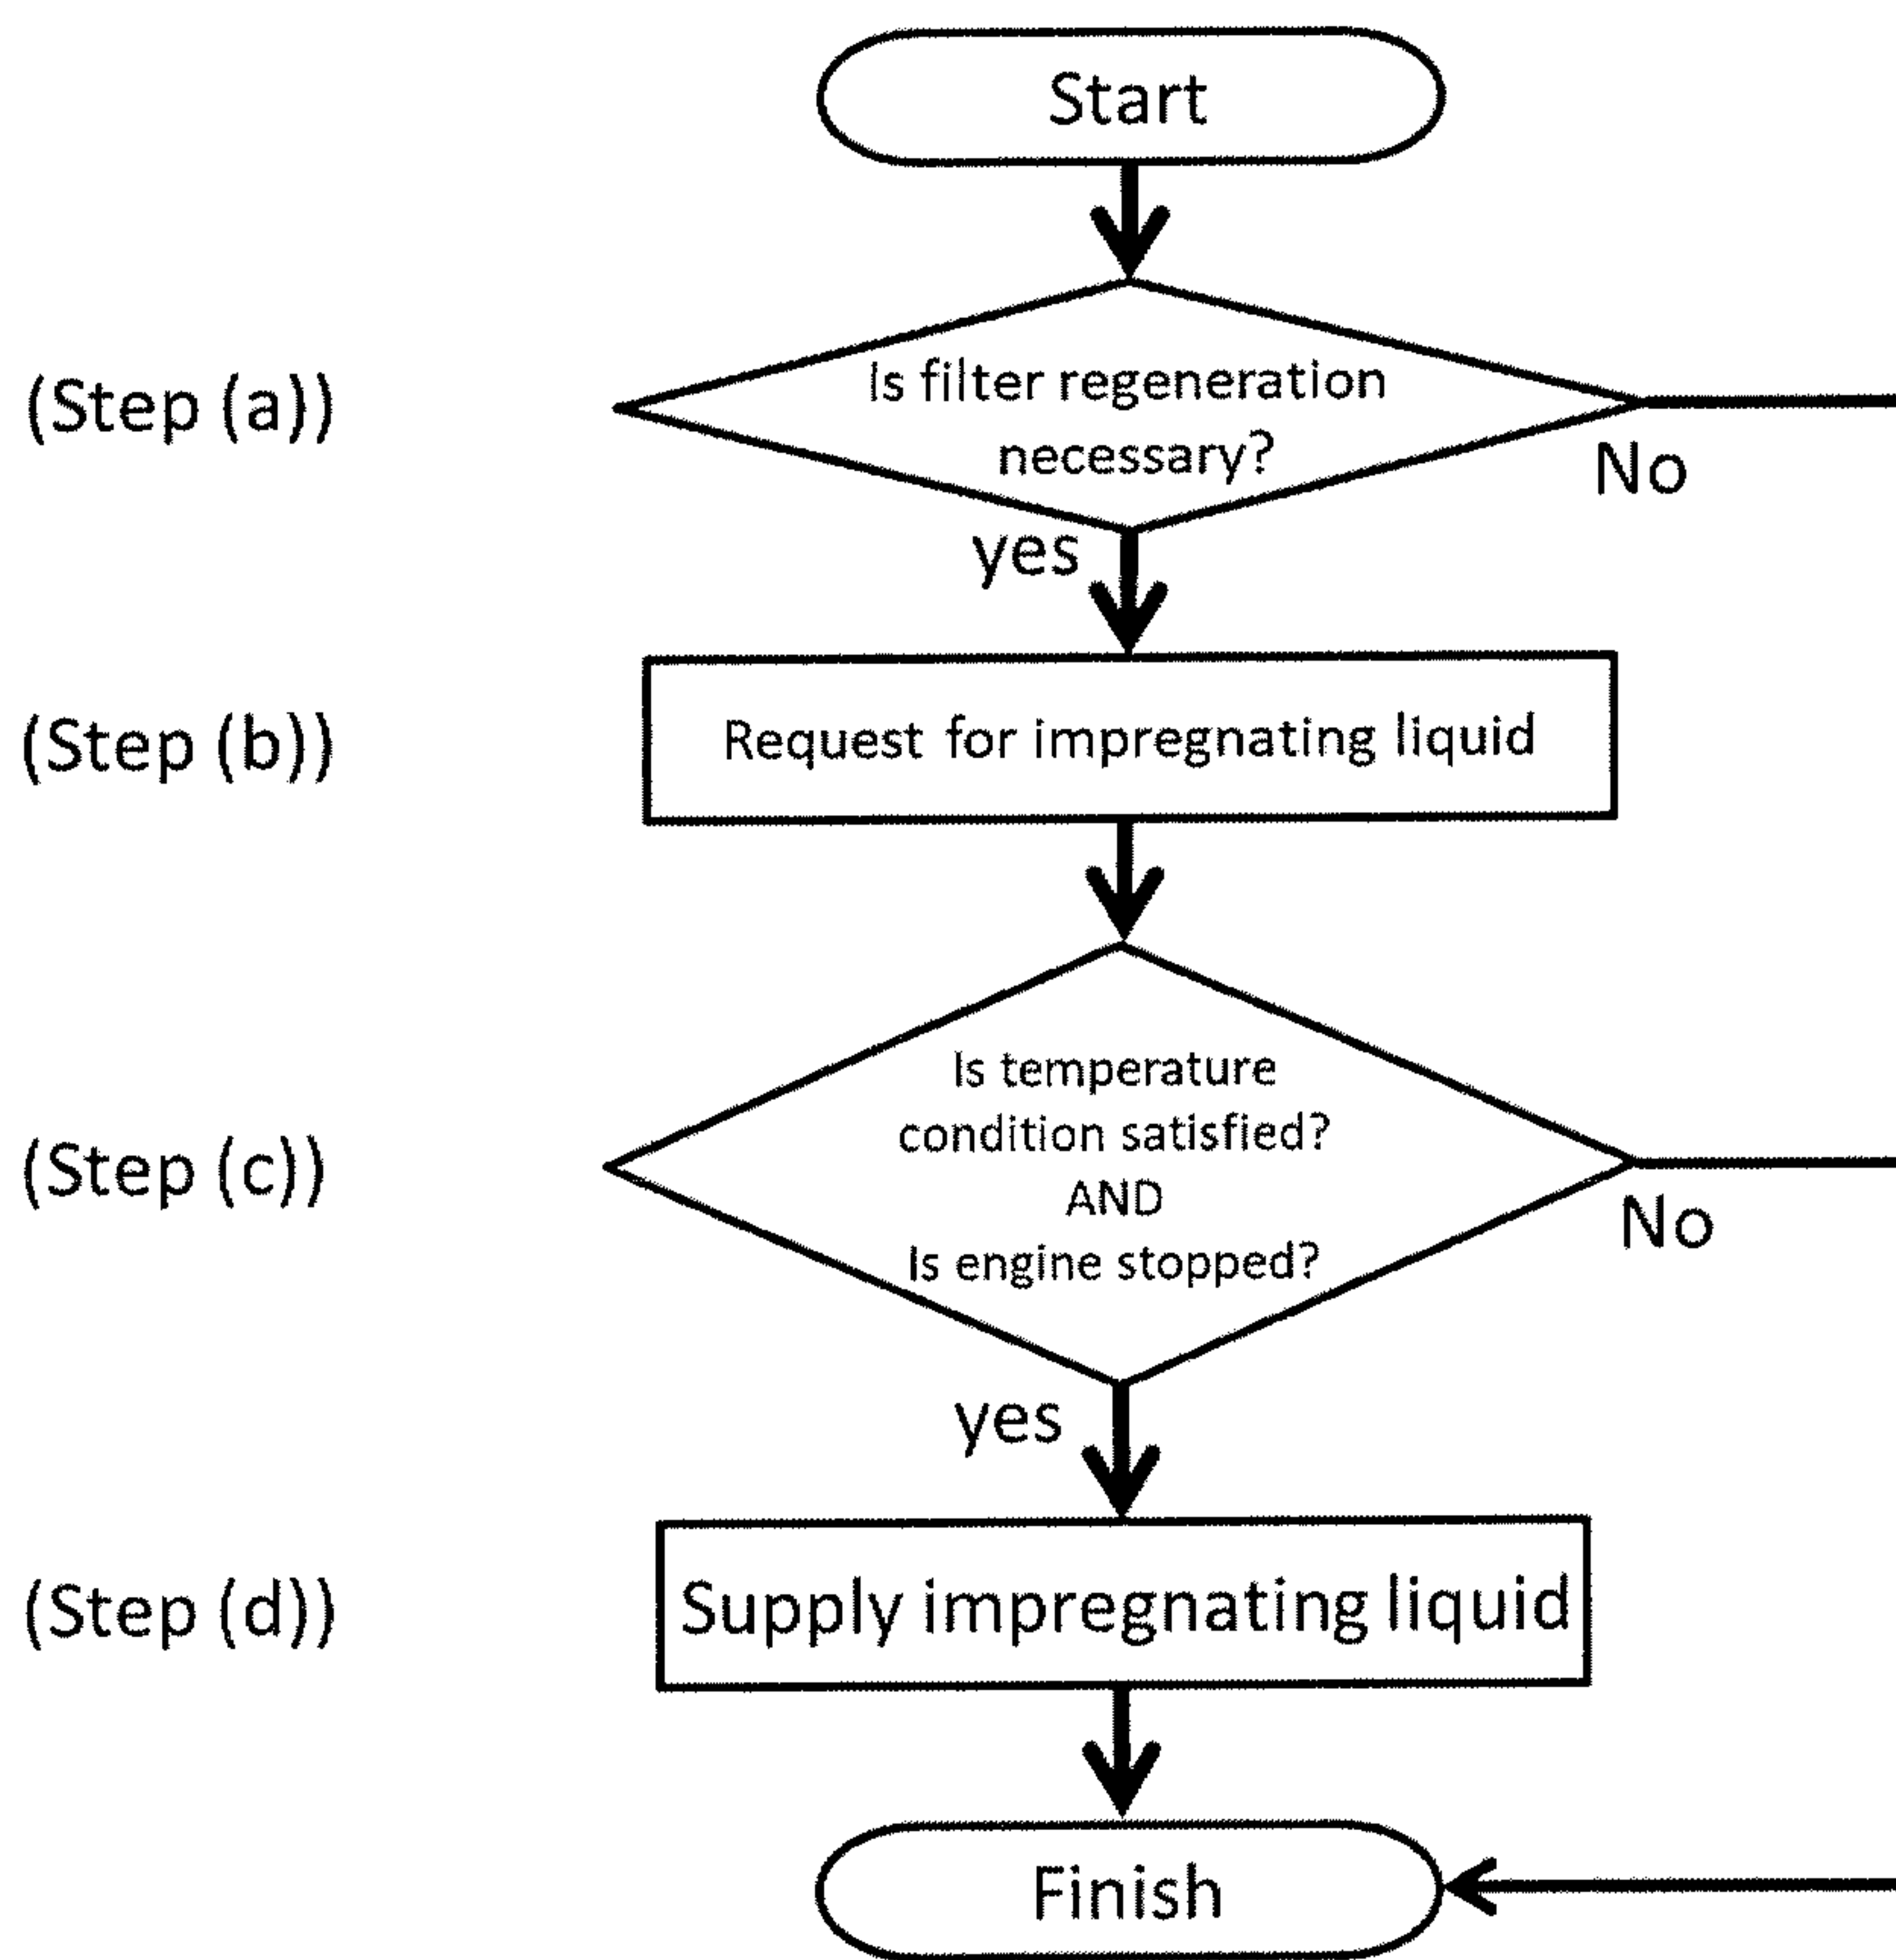 Start
(Step (a))
Is filter regeneration
necessary?
No
yes
(Step (b))
Request for impregnating liquid
(Step (c))
Is temperature
condition satisfied?
AND
Is engine stopped?
No
yes
(Step (d))
Supply impregnating liquid
Finish